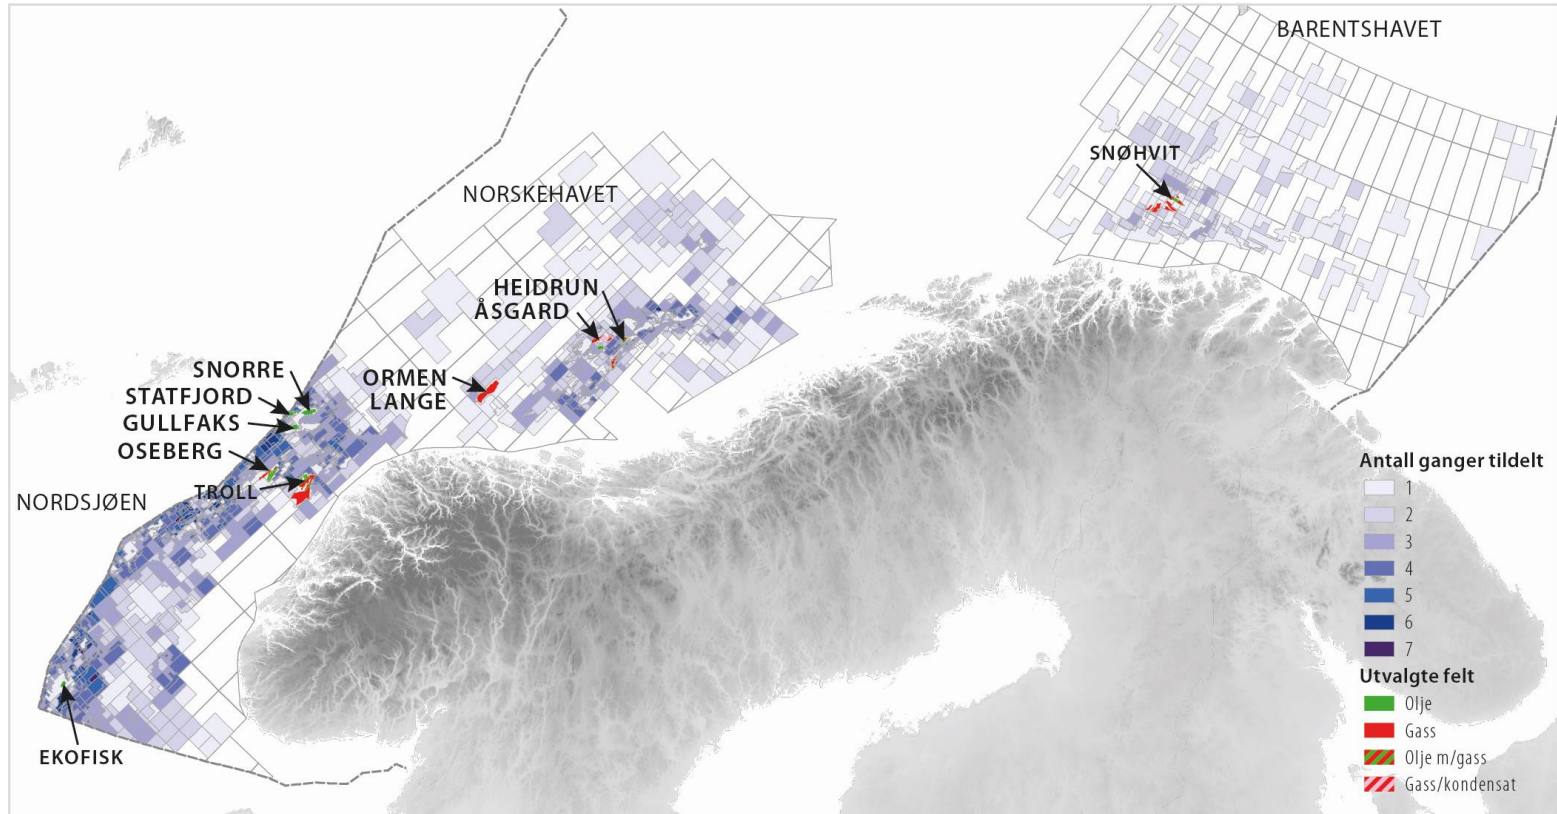 BARENTSHAVET
SNØHVIT
NORSKEHAVET
HEIDRUN
ÅSGARD
SNORRE
STATFJORD
GULLFAKS
OSEBERG
TROLL
ORMEN
LANGE
NORDSJØEN
EKOFISK
Antall ganger tildelt
1
2
3
4
5
6
7
Utvalgte felt
Olje
Gass
Olje m/gass
Gass/kondensat